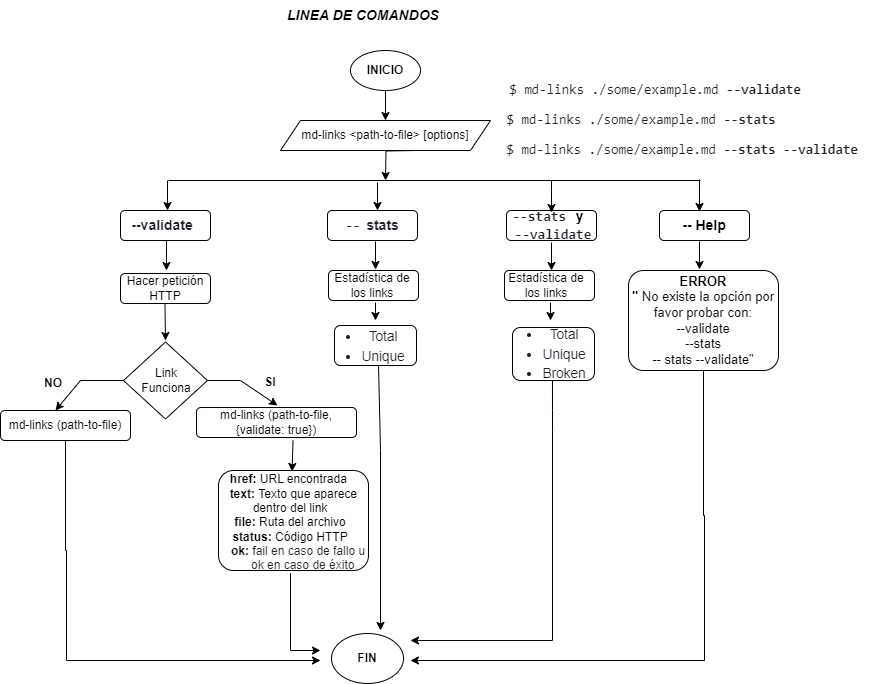 LINEA DE COMANDOS
INICIO
$ md-links ./some/example.md --validate
md-links <path-to-file> [options]
$ md-links ./some/example.md --stats
$ md-links ./some/example.md --stats --validate
--validate
-- stats
--stats y
--validate
-- Help
Hacer petición
HTTP
Estadística de
los links
Estadística de
los links
ERROR
" No existe la opción por
favor probar con:
--validate
--stats
-- stats --validate"
• Total
• Unique
• Total
• Unique
• Broken
Link
Funciona
NO
SI
md-links (path-to-file)
md-links (path-to-file,
{validate: true})
href: URL encontrada
text: Texto que aparece
dentro del link
file: Ruta del archivo
status: Código HTTP
ok: fail en caso de fallo u
ok en caso de éxito
FIN